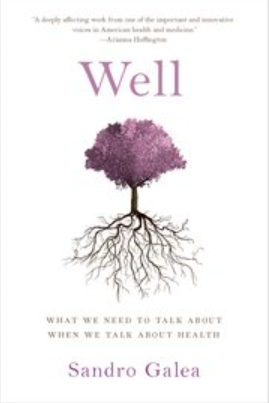 "A deeply affecting work from one of the important and innovative
voices in American health and medicine."
—Arianna Huffington
Well
WHAT WE NEED TO TALK ABOUT
WHEN WE TALK ABOUT HEALTH
Sandro Galea